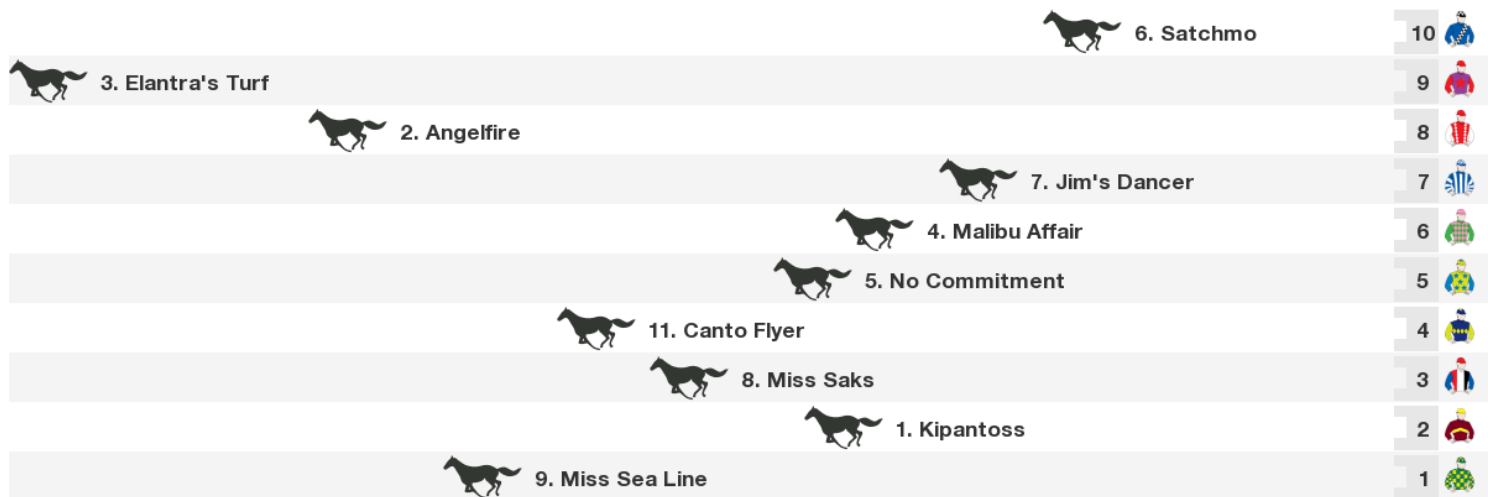 6. Satchmo 10
3. Elantra's Turf 9
2. Angelfire 8
7. Jim's Dancer 7
4. Malibu Affair 6
5. No Commitment 5
11. Canto Flyer 4
8. Miss Saks 3
1. Kipantoss 2
9. Miss Sea Line 1